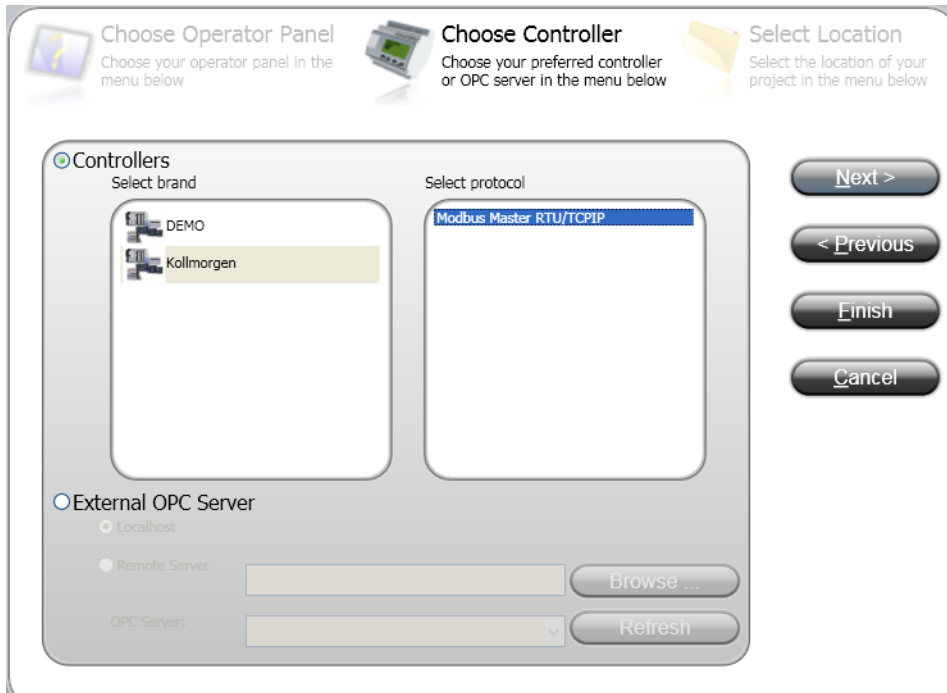 Choose Operator Panel
Choose your operator panel in the
menu below
Choose Controller
Choose your preferred controller
or OPC server in the menu below
Select Location
Select the location of your
project in the menu below
Controllers
Select brand
Select protocol
DEMO
Kollmorgen
Modbus Master RTU/TCPIP
Next >
< Previous
Finish
Cancel
External OPC Server
Localhost
Remote Server
Browse ...
OPC Server:
Refresh